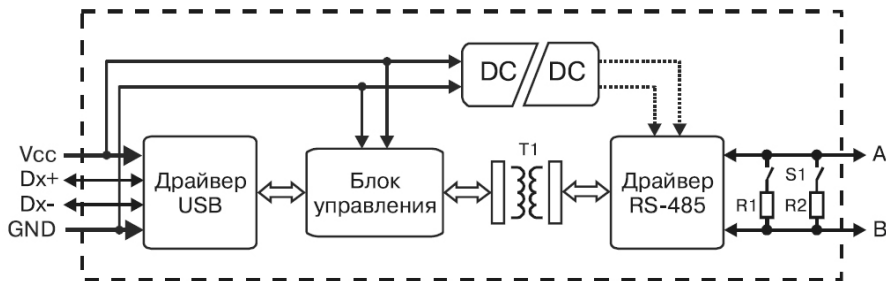 DC DC
Vcc
Dx+
Dx-
GND
Драйвер
USB
Блок
управления
T1
Драйвер
RS-485
S1
R1
R2
A
B